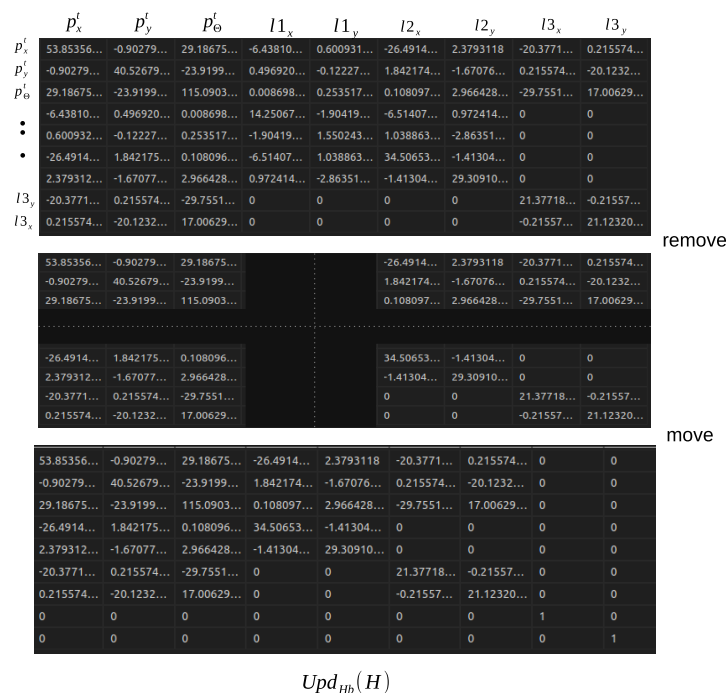 p_x^t p_y^t p_Θ^t l1_x l1_y l2_x l2_y l3_x l3_y
p_x^t 53.85356... -0.90279... 29.18675... -6.43810... 0.600931... -26.4914... 2.3793118 -20.3771... 0.215574...
p_y^t -0.90279... 40.52679... -23.9199... 0.496920... -0.12227... 1.842174... -1.67076... 0.215574... -20.1232...
p_Θ^t 29.18675... -23.919... 115.0903... 0.008698... 0.253517... 0.108097... 2.966428... -29.7551... 17.00629...
-6.43810... 0.496920... 0.008698... 14.25067... -1.90419... -6.51407... 0.972414... 0 0
0.600932... -0.12227... 0.253517... -1.90419... 1.550243... 1.038863... -2.86351... 0 0
-26.4914... 1.842175... 0.108096... -6.51407... 1.038863... 34.50653... -1.41304... 0 0
2.379312... -1.67077... 2.966428... 0.972414... -2.86351... -1.41304... 29.30910... 0 0
l3_y -20.3771... 0.215574... -29.7551... 0 0 0 0 21.37718... -0.21557...
l3_x 0.215574... -20.1232... 17.00629... 0 0 0 0 -0.21557... 21.12320...
remove
53.85356... -0.90279... 29.18675... -26.4914... 2.3793118 -20.3771... 0.215574...
-0.90279... 40.52679... -23.9199... 1.842174... -1.67076... 0.215574... -20.1232...
29.18675... -23.9199... 115.0903... 0.108097... 2.966428... -29.7551... 17.00629...
-26.4914... 1.842175... 0.108096... 34.50653... -1.41304... 0 0
2.379312... -1.67077... 2.966428... -1.41304... 29.30910... 0 0
-20.3771... 0.215574... -29.7551... 0 0 21.37718... -0.21557...
0.215574... -20.1232... 17.00629... 0 0 -0.21557... 21.12320...
move
53.85356... -0.90279... 29.18675... -26.4914... 2.3793118 -20.3771... 0.215574... 0 0
-0.90279... 40.52679... -23.9199... 1.842174... -1.67076... 0.215574... -20.1232... 0 0
29.18675... -23.9199... 115.0903... 0.108097... 2.966428... -29.7551... 17.00629... 0 0
-26.4914... 1.842175... 0.108096... 34.50653... -1.41304... 0 0 0 0
2.379312... -1.67077... 2.966428... -1.41304... 29.30910... 0 0 0 0
-20.3771... 0.215574... -29.7551... 0 0 21.37718... -0.21557... 0 0
0.215574... -20.1232... 17.00629... 0 0 -0.21557... 21.12320... 0 0
0 0 0 0 0 0 0 1 0
0 0 0 0 0 0 0 0 1
Upd_Hb(H)